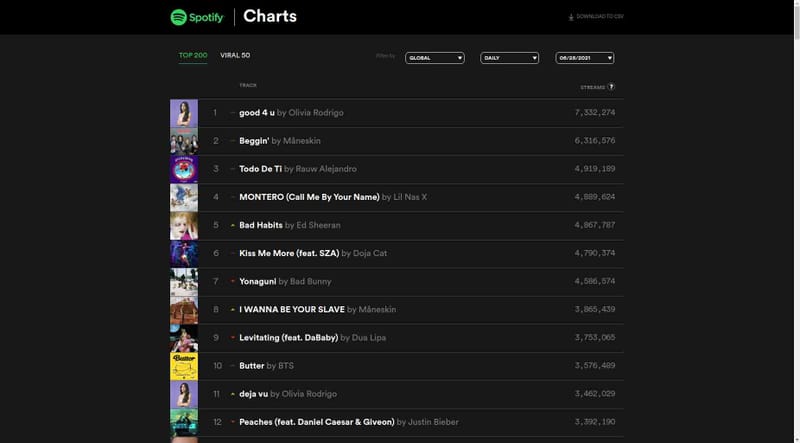 Spotify Charts
DOWNLOAD TO CSV
TOP 200 VIRAL 50 Filter by GLOBAL DAILY 06/28/2021
TRACK STREAMS ?
1 good 4 u by Olivia Rodrigo 7,332,274
2 Beggin' by Måneskin 6,316,576
3 Todo De Ti by Rauw Alejandro 4,919,189
4 MONTERO (Call Me By Your Name) by Lil Nas X 4,889,624
5 Bad Habits by Ed Sheeran 4,867,787
6 Kiss Me More (feat. SZA) by Doja Cat 4,790,374
7 Yonaguni by Bad Bunny 4,586,574
8 I WANNA BE YOUR SLAVE by Måneskin 3,865,439
9 Levitating (feat. DaBaby) by Dua Lipa 3,753,065
Butter
10 Butter by BTS 3,576,489
11 deja vu by Olivia Rodrigo 3,462,029
12 Peaches (feat. Daniel Caesar & Giveon) by Justin Bieber 3,392,190